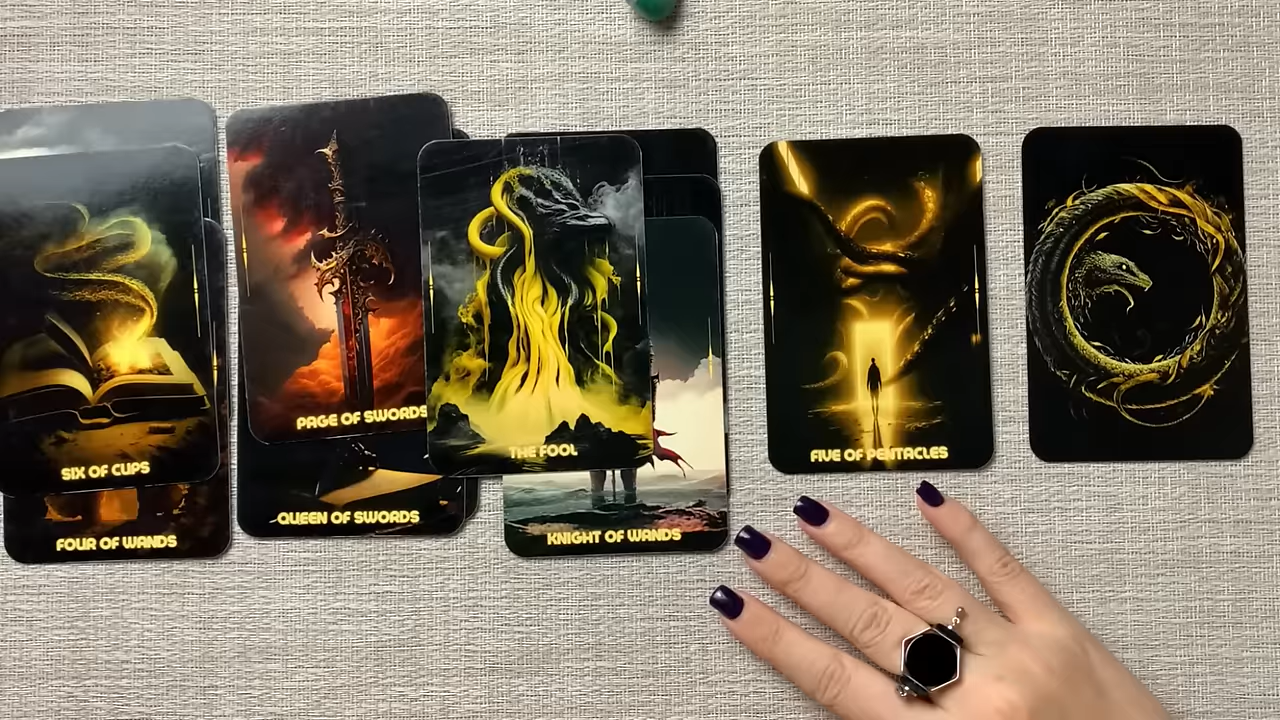 SIX OF CUPS
FOUR OF WANDS
PAGE OF SWORDS
QUEEN OF SWORDS
THE FOOL
KNIGHT OF WANDS
FIVE OF PENTACLES